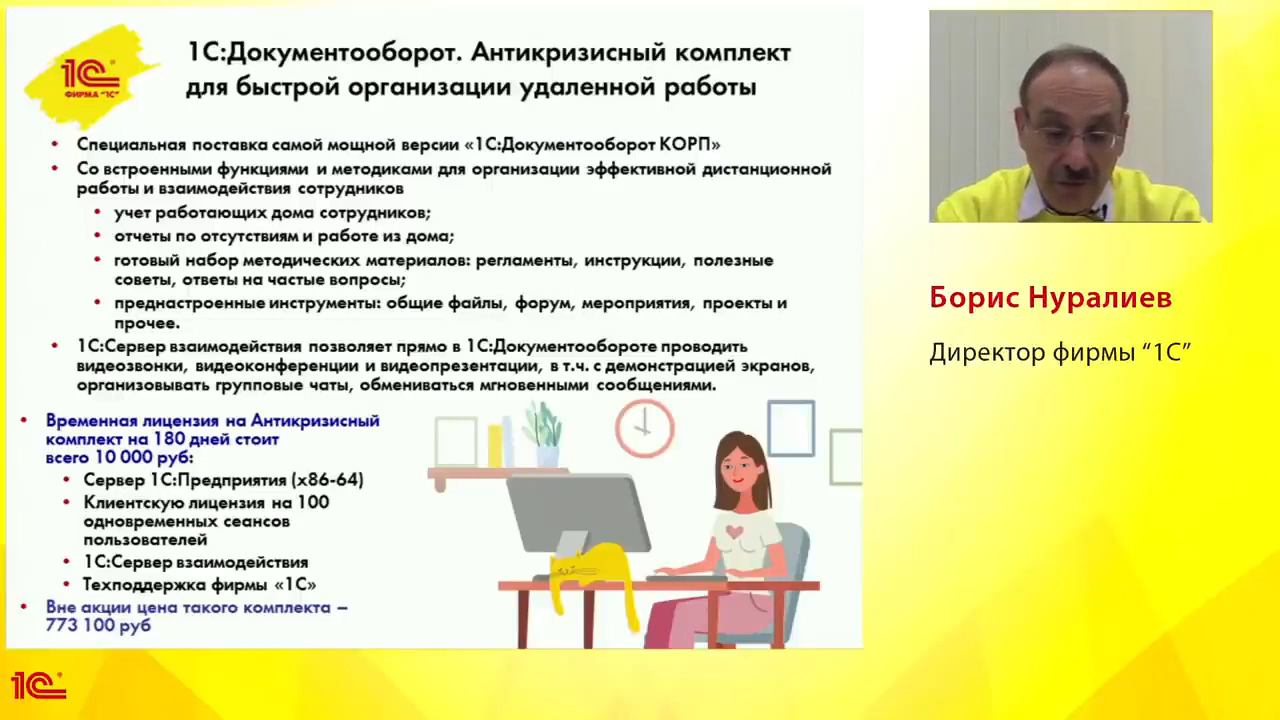 1С
ФИРМА "1С"
1С:Документооборот. Антикризисный комплект
для быстрой организации удаленной работы
• Специальная поставка самой мощной версии «1С:Документооборот КОРП»
• Со встроенными функциями и методиками для организации эффективной дистанционной
работы и взаимодействия сотрудников
• учет работающих дома сотрудников;
• отчеты по отсутствиям и работе из дома;
• готовый набор методических материалов: регламенты, инструкции, полезные
советы, ответы на частые вопросы;
• преднастроенные инструменты: общие файлы, форум, мероприятия, проекты и
прочее.
• 1С:Сервер взаимодействия позволяет прямо в 1С:Документообороте проводить
видеозвонки, видеоконференции и видеопрезентации, в т.ч. с демонстрацией экранов,
организовывать групповые чаты, обмениваться мгновенными сообщениями.
• Временная лицензия на Антикризисный
комплект на 180 дней стоит
всего 10 000 руб:
• Сервер 1С:Предприятия (x86-64)
• Клиентскую лицензия на 100
одновременных сеансов
пользователей
• 1С:Сервер взаимодействия
• Техподдержка фирмы «1С»
• Вне акции цена такого комплекта –
773 100 руб
Борис Нуралиев
Директор фирмы “1С”
1С